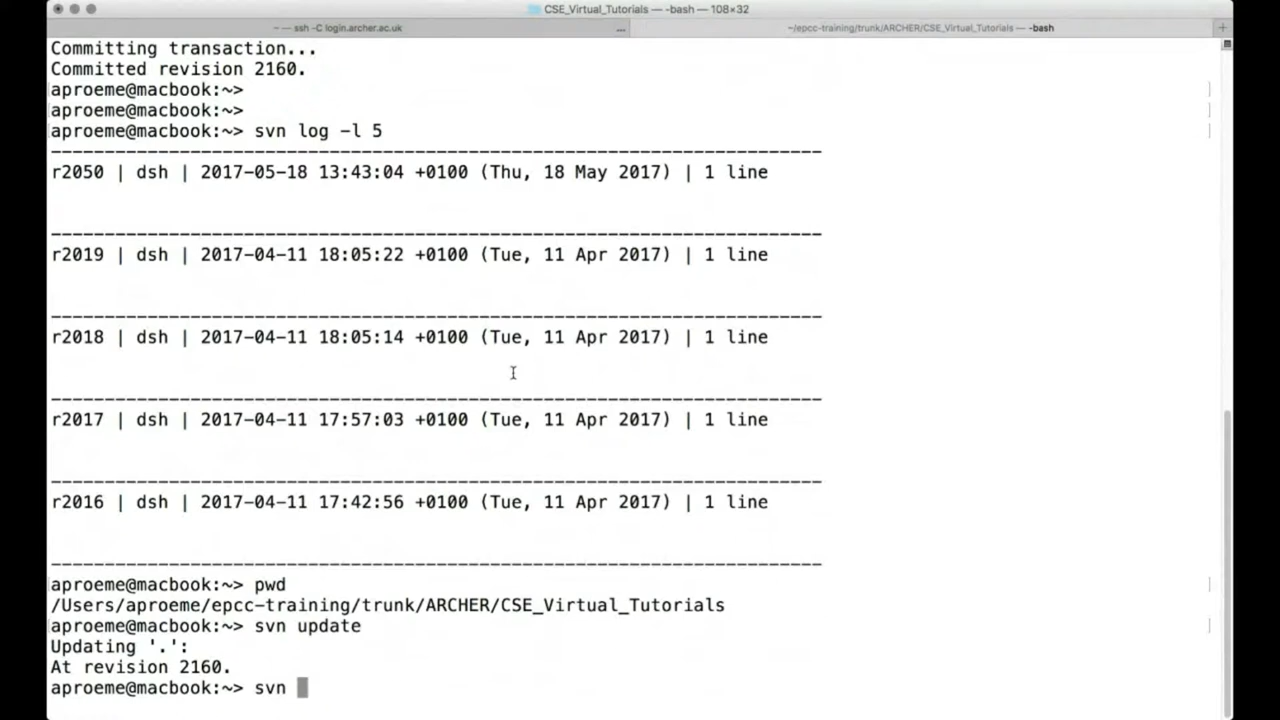 CSE_Virtual_Tutorials — -bash — 108×32
~ — ssh -C login.archer.ac.uk ... ~/epcc-training/trunk/ARCHER/CSE_Virtual_Tutorials — -bash +
Committing transaction...
Committed revision 2160.
aproeme@macbook:~>
aproeme@macbook:~>
aproeme@macbook:~> svn log -l 5
------------------------------------------------------------------------
r2050 | dsh | 2017-05-18 13:43:04 +0100 (Thu, 18 May 2017) | 1 line
------------------------------------------------------------------------
r2019 | dsh | 2017-04-11 18:05:22 +0100 (Tue, 11 Apr 2017) | 1 line
------------------------------------------------------------------------
r2018 | dsh | 2017-04-11 18:05:14 +0100 (Tue, 11 Apr 2017) | 1 line
------------------------------------------------------------------------
r2017 | dsh | 2017-04-11 17:57:03 +0100 (Tue, 11 Apr 2017) | 1 line
------------------------------------------------------------------------
r2016 | dsh | 2017-04-11 17:42:56 +0100 (Tue, 11 Apr 2017) | 1 line
------------------------------------------------------------------------
aproeme@macbook:~> pwd
/Users/aproeme/epcc-training/trunk/ARCHER/CSE_Virtual_Tutorials
aproeme@macbook:~> svn update
Updating '.':
At revision 2160.
aproeme@macbook:~> svn